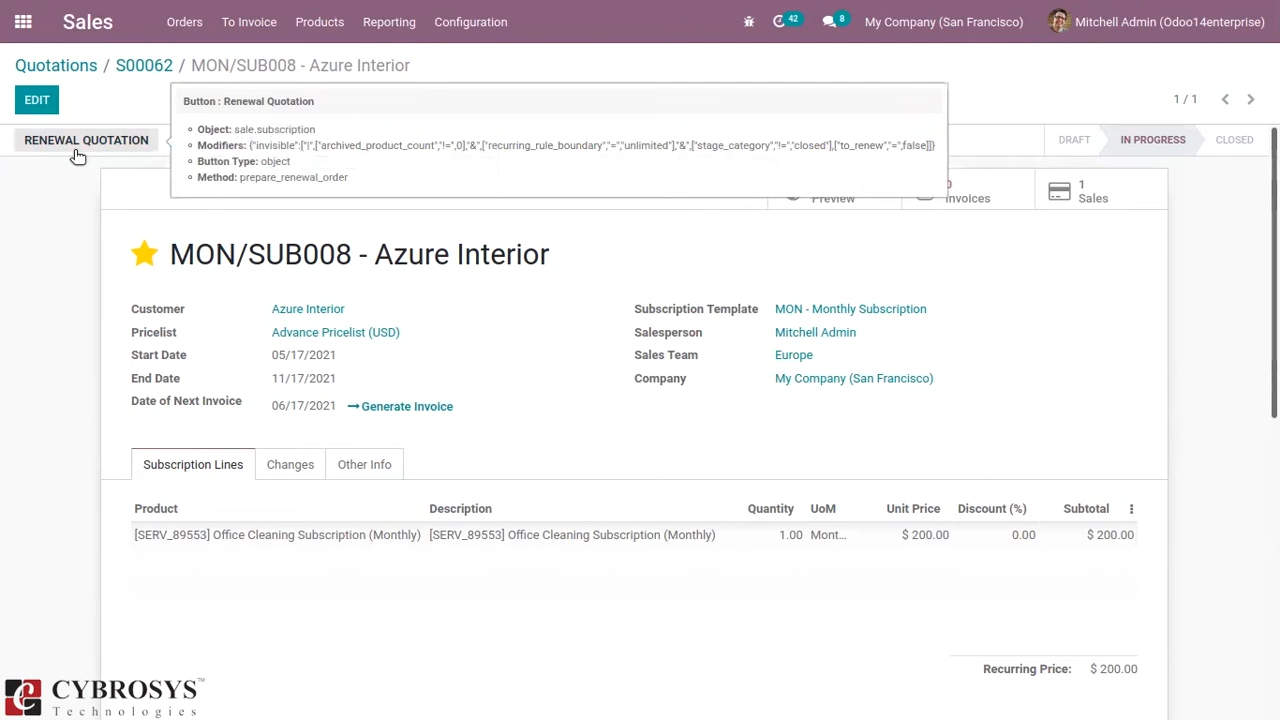 Sales Orders To Invoice Products Reporting Configuration 42 8 My Company (San Francisco) Mitchell Admin (Odoo14enterprise)
Quotations / S00062 / MON/SUB008 - Azure Interior
EDIT
1 / 1
Button : Renewal Quotation
Object: sale.subscription
Modifiers: {"invisible":["|",["archived_product_count","!=",0],"&",["recurring_rule_boundary","=","unlimited"],"&",["stage_category","!=","closed"],["to_renew","=",false]]}
Button Type: object
Method: prepare_renewal_order
RENEWAL QUOTATION
DRAFT IN PROGRESS CLOSED
Preview
0 Invoices
1
Sales
MON/SUB008 - Azure Interior
Customer Azure Interior
Pricelist Advance Pricelist (USD)
Start Date 05/17/2021
End Date 11/17/2021
Date of Next Invoice 06/17/2021 Generate Invoice
Subscription Template MON - Monthly Subscription
Salesperson Mitchell Admin
Sales Team Europe
Company My Company (San Francisco)
Subscription Lines Changes Other Info
Product Description Quantity UoM Unit Price Discount (%) Subtotal
[SERV_89553] Office Cleaning Subscription (Monthly) [SERV_89553] Office Cleaning Subscription (Monthly) 1.00 Mont... $ 200.00 0.00 $ 200.00
Recurring Price: $ 200.00
CYBROSYS™
Technologies